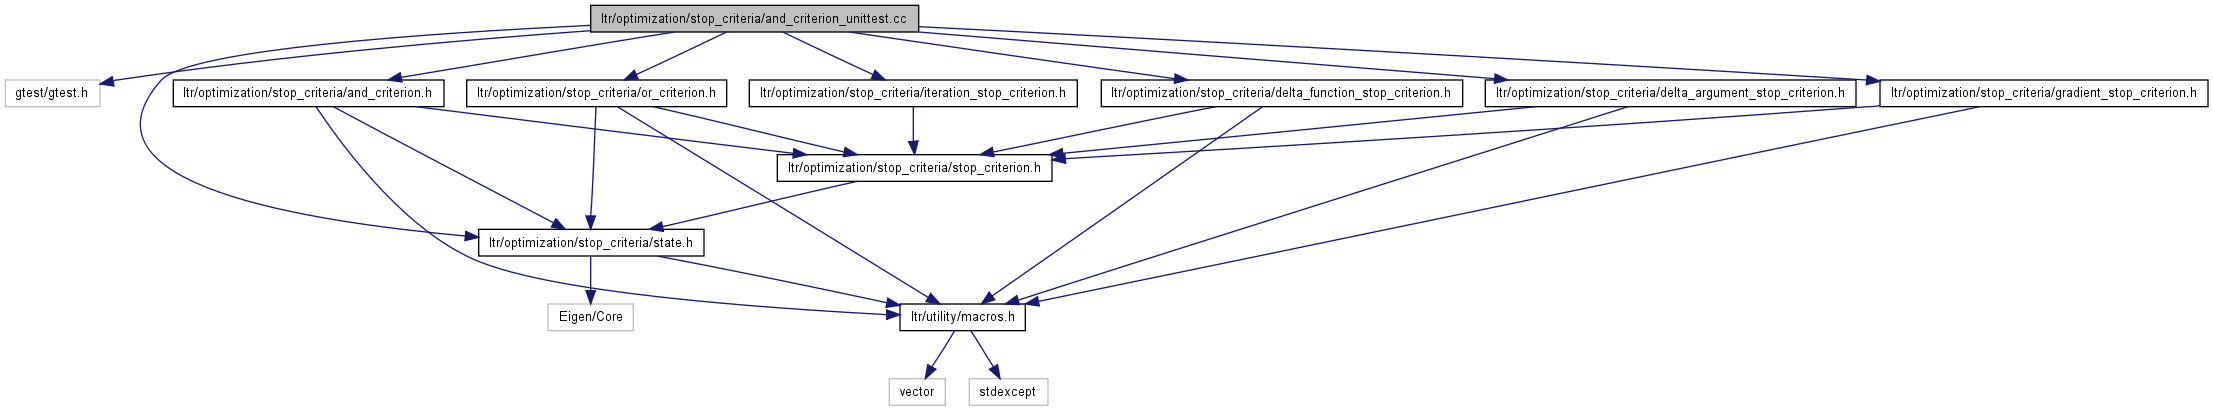 ltr/optimization/stop_criteria/and_criterion_unittest.cc
gtest/gtest.h
ltr/optimization/stop_criteria/and_criterion.h
ltr/optimization/stop_criteria/or_criterion.h
ltr/optimization/stop_criteria/iteration_stop_criterion.h
ltr/optimization/stop_criteria/delta_function_stop_criterion.h
ltr/optimization/stop_criteria/delta_argument_stop_criterion.h
ltr/optimization/stop_criteria/gradient_stop_criterion.h
ltr/optimization/stop_criteria/stop_criterion.h
ltr/optimization/stop_criteria/state.h
Eigen/Core
ltr/utility/macros.h
vector
stdexcept